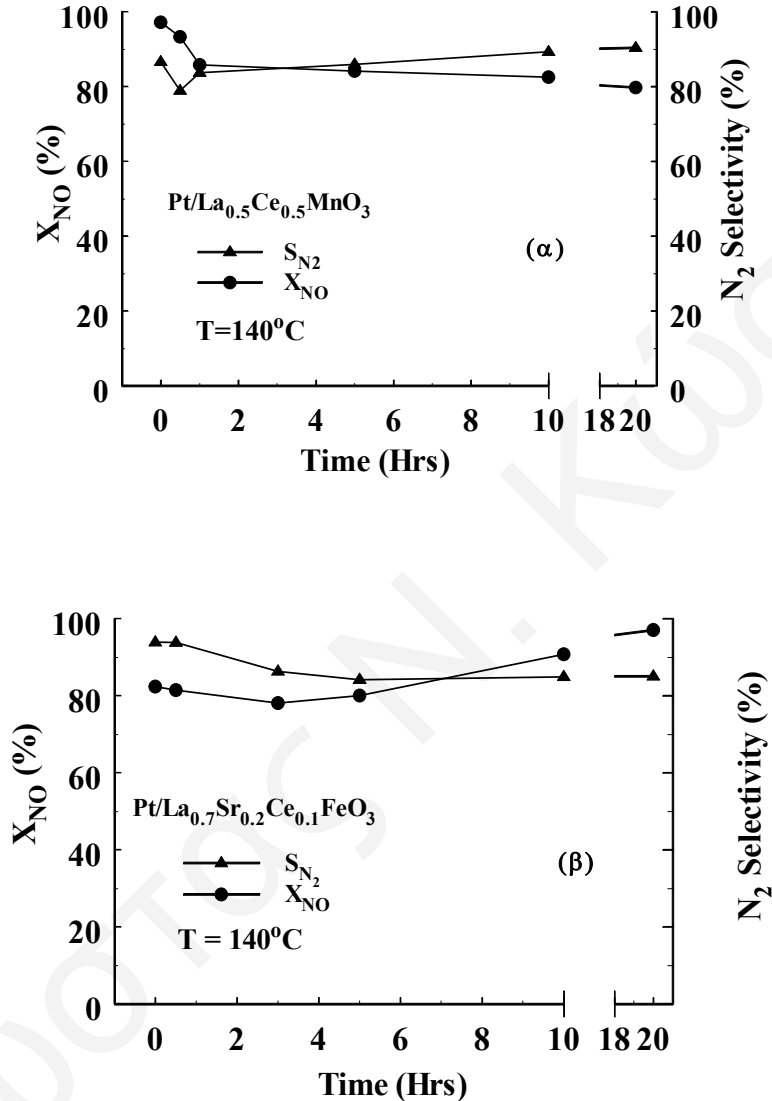 100
80
60
40
20
0
X_NO (%)
100
80
60
40
20
0
N_2 Selectivity (%)
Pt/La_0.5Ce_0.5MnO_3
S_N2
X_NO
T=140°C
(α)
0 2 4 6 8 10 18 20
Time (Hrs)
100
80
60
40
20
0
X_NO (%)
N_2 Selectivity (%)
Pt/La_0.7Sr_0.2Ce_0.1FeO_3
S_N_2
X_NO
T = 140°C
(β)
0 2 4 6 8 10 18 20
Time (Hrs)
ώστας Ν. Κώσ